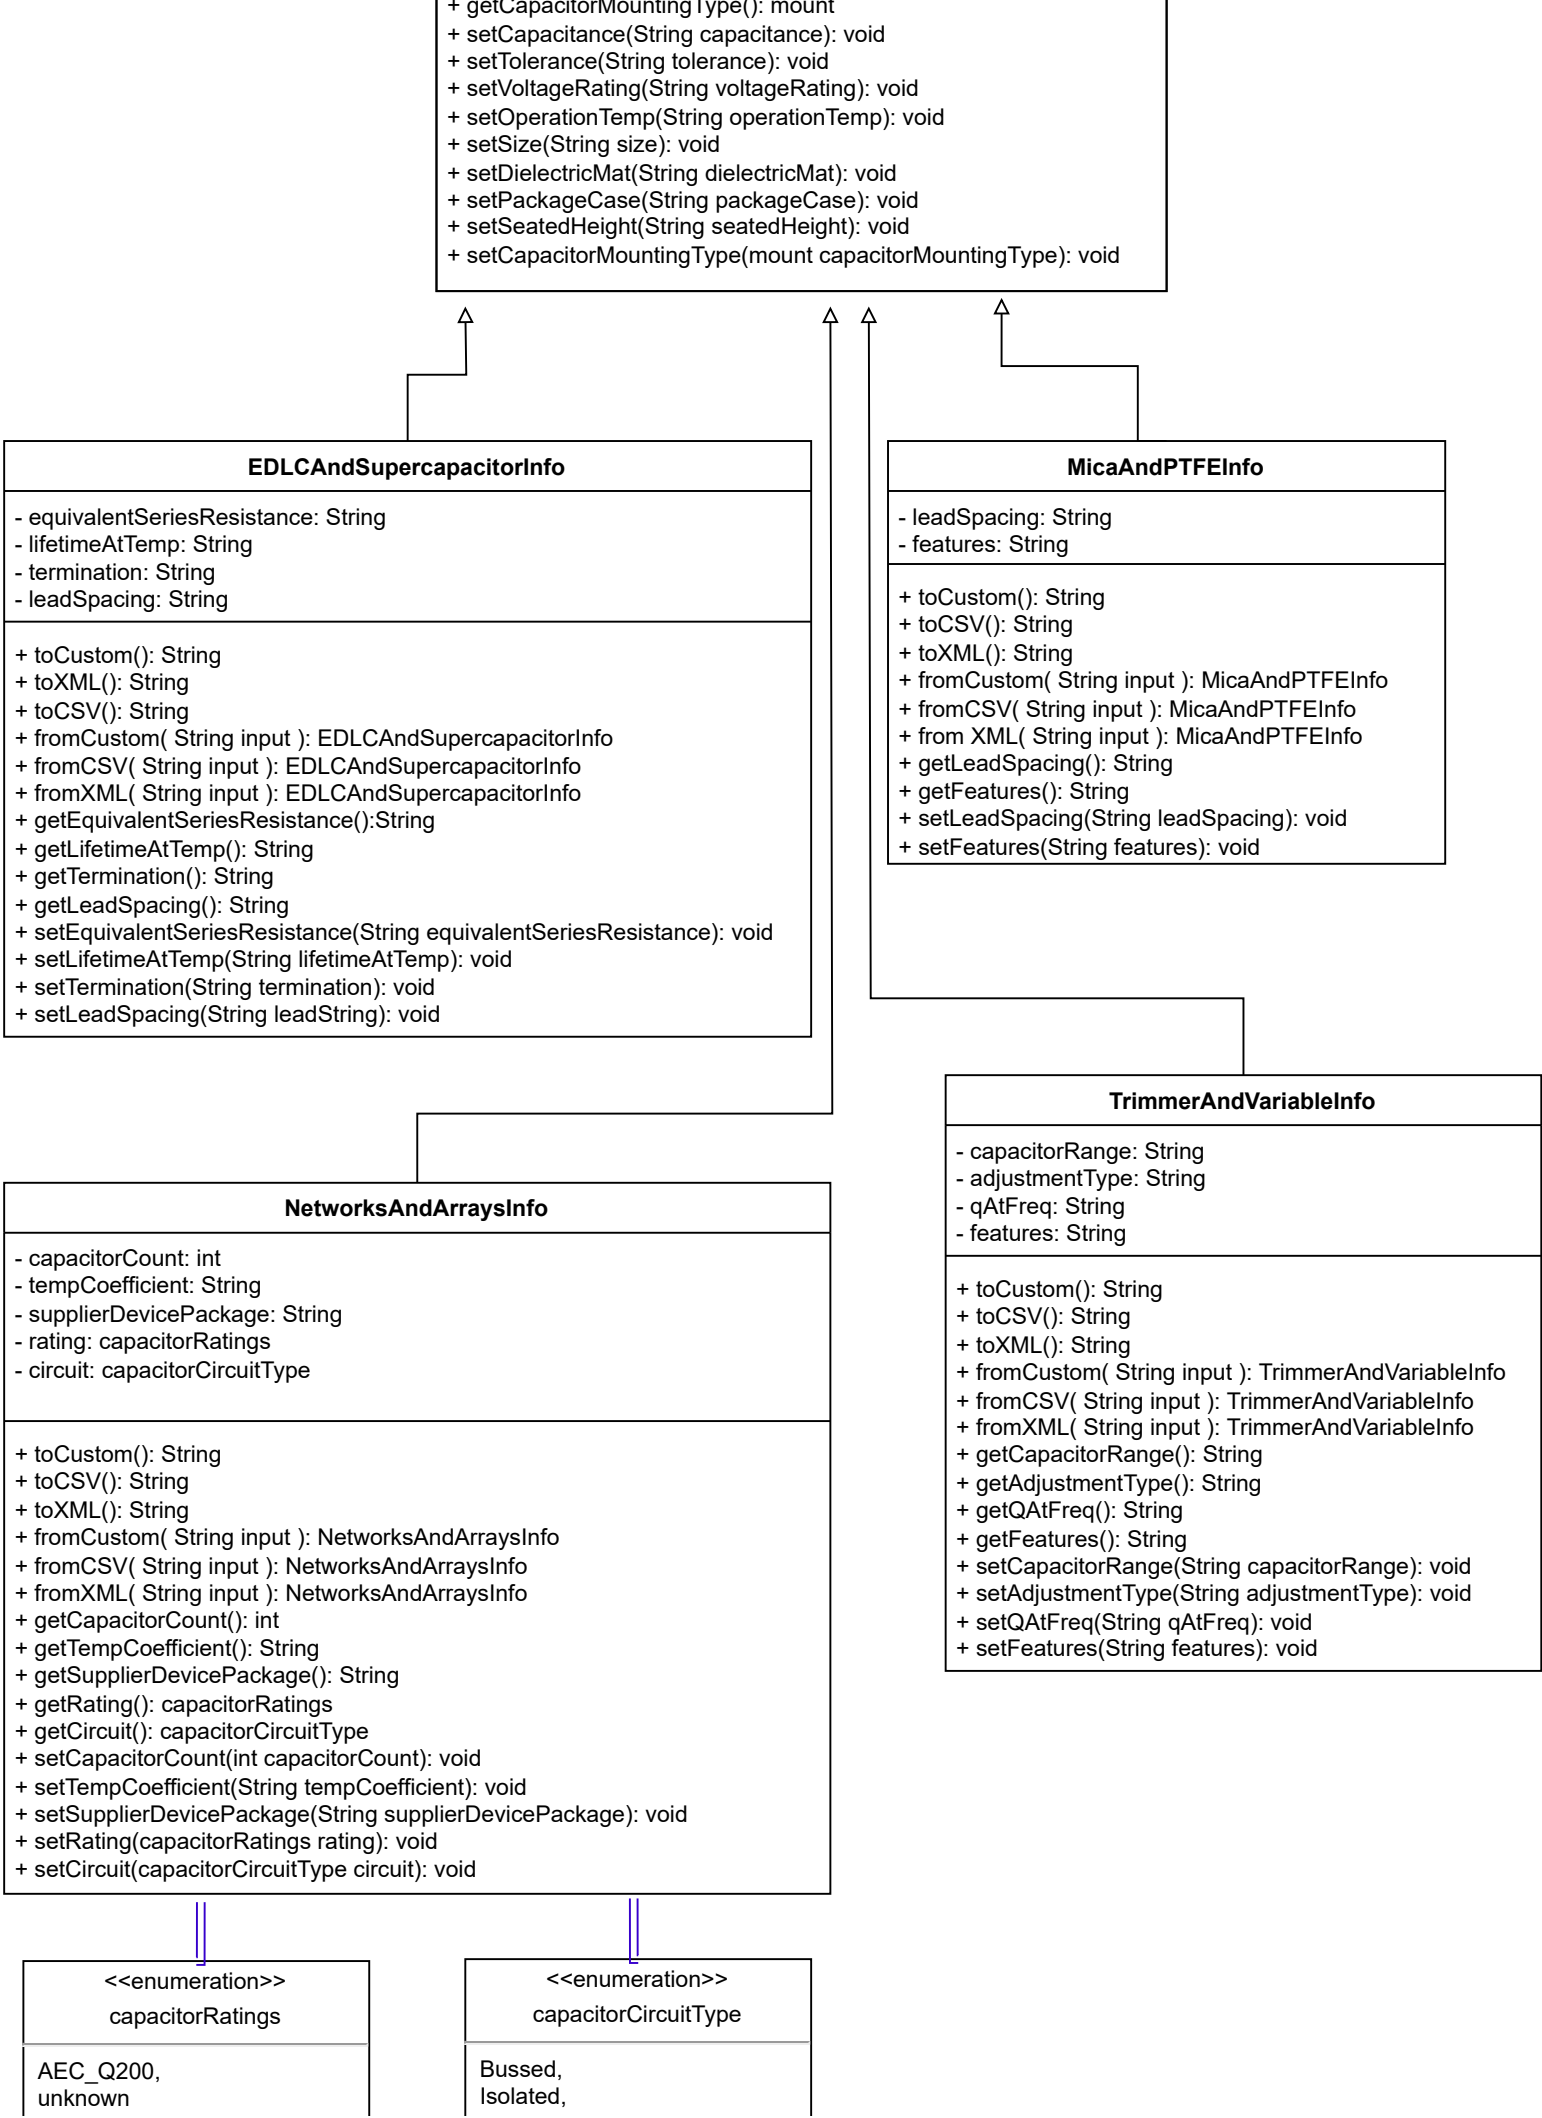 + getCapacitorMountingType(): mount
+ setCapacitance(String capacitance): void
+ setTolerance(String tolerance): void
+ setVoltageRating(String voltageRating): void
+ setOperationTemp(String operationTemp): void
+ setSize(String size): void
+ setDielectricMat(String dielectricMat): void
+ setPackageCase(String packageCase): void
+ setSeatedHeight(String seatedHeight): void
+ setCapacitorMountingType(mount capacitorMountingType): void
EDLCAndSupercapacitorInfo
- equivalentSeriesResistance: String
- lifetimeAtTemp: String
- termination: String
- leadSpacing: String
+ toCustom(): String
+ toXML(): String
+ toCSV(): String
+ fromCustom( String input ): EDLCAndSupercapacitorInfo
+ fromCSV( String input ): EDLCAndSupercapacitorInfo
+ fromXML( String input ): EDLCAndSupercapacitorInfo
+ getEquivalentSeriesResistance():String
+ getLifetimeAtTemp(): String
+ getTermination(): String
+ getLeadSpacing(): String
+ setEquivalentSeriesResistance(String equivalentSeriesResistance): void
+ setLifetimeAtTemp(String lifetimeAtTemp): void
+ setTermination(String termination): void
+ setLeadSpacing(String leadString): void
MicaAndPTFEInfo
- leadSpacing: String
- features: String
+ toCustom(): String
+ toCSV(): String
+ toXML(): String
+ fromCustom( String input ): MicaAndPTFEInfo
+ fromCSV( String input ): MicaAndPTFEInfo
+ from XML( String input ): MicaAndPTFEInfo
+ getLeadSpacing(): String
+ getFeatures(): String
+ setLeadSpacing(String leadSpacing): void
+ setFeatures(String features): void
TrimmerAndVariableInfo
- capacitorRange: String
- adjustmentType: String
- qAtFreq: String
- features: String
+ toCustom(): String
+ toCSV(): String
+ toXML(): String
+ fromCustom( String input ): TrimmerAndVariableInfo
+ fromCSV( String input ): TrimmerAndVariableInfo
+ fromXML( String input ): TrimmerAndVariableInfo
+ getCapacitorRange(): String
+ getAdjustmentType(): String
+ getQAtFreq(): String
+ getFeatures(): String
+ setCapacitorRange(String capacitorRange): void
+ setAdjustmentType(String adjustmentType): void
+ setQAtFreq(String qAtFreq): void
+ setFeatures(String features): void
NetworksAndArraysInfo
- capacitorCount: int
- tempCoefficient: String
- supplierDevicePackage: String
- rating: capacitorRatings
- circuit: capacitorCircuitType
+ toCustom(): String
+ toCSV(): String
+ toXML(): String
+ fromCustom( String input ): NetworksAndArraysInfo
+ fromCSV( String input ): NetworksAndArraysInfo
+ fromXML( String input ): NetworksAndArraysInfo
+ getCapacitorCount(): int
+ getTempCoefficient(): String
+ getSupplierDevicePackage(): String
+ getRating(): capacitorRatings
+ getCircuit(): capacitorCircuitType
+ setCapacitorCount(int capacitorCount): void
+ setTempCoefficient(String tempCoefficient): void
+ setSupplierDevicePackage(String supplierDevicePackage): void
+ setRating(capacitorRatings rating): void
+ setCircuit(capacitorCircuitType circuit): void
<<enumeration>>
capacitorRatings
AEC_Q200,
unknown
<<enumeration>>
capacitorCircuitType
Bussed,
Isolated,